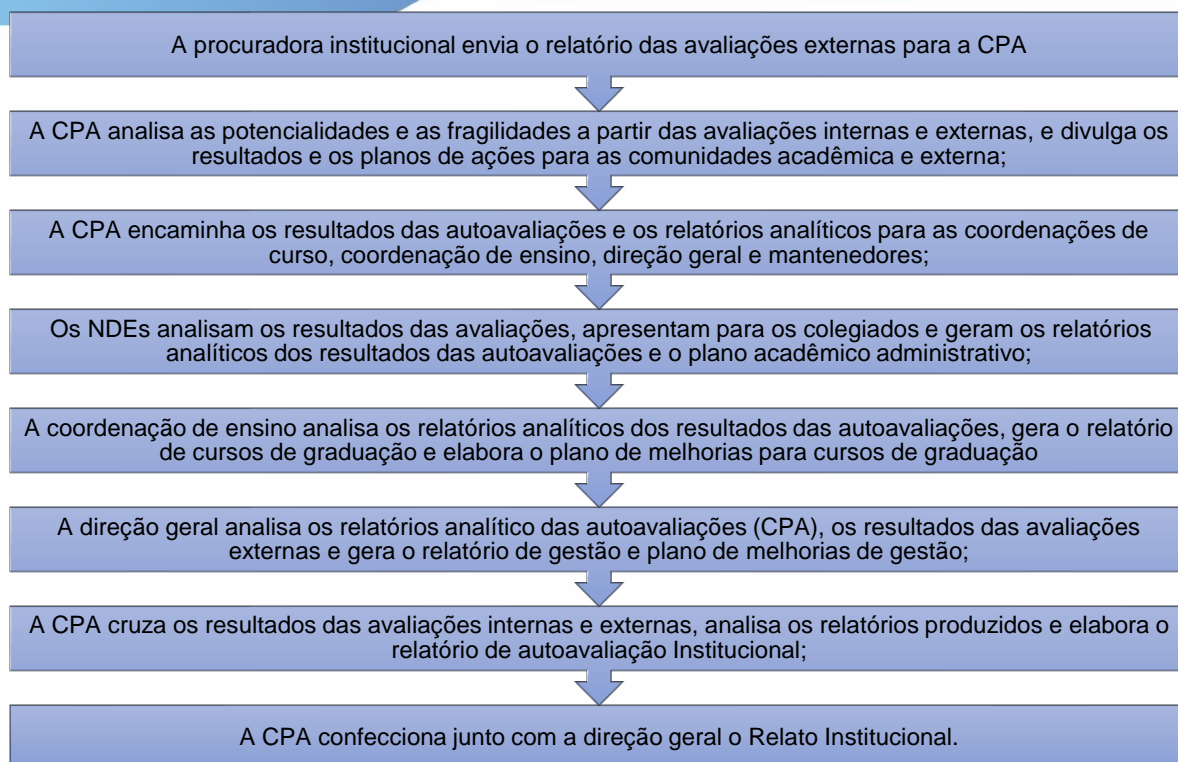 A procuradora institucional envia o relatório das avaliações externas para a CPA
A CPA analisa as potencialidades e as fragilidades a partir das avaliações internas e externas, e divulga os
resultados e os planos de ações para as comunidades acadêmica e externa;
A CPA encaminha os resultados das autoavaliações e os relatórios analíticos para as coordenações de
curso, coordenação de ensino, direção geral e mantenedores;
Os NDEs analisam os resultados das avaliações, apresentam para os colegiados e geram os relatórios
analíticos dos resultados das autoavaliações e o plano acadêmico administrativo;
A coordenação de ensino analisa os relatórios analíticos dos resultados das autoavaliações, gera o relatório
de cursos de graduação e elabora o plano de melhorias para cursos de graduação
A direção geral analisa os relatórios analítico das autoavaliações (CPA), os resultados das avaliações
externas e gera o relatório de gestão e plano de melhorias de gestão;
A CPA cruza os resultados das avaliações internas e externas, analisa os relatórios produzidos e elabora o
relatório de autoavaliação Institucional;
A CPA confecciona junto com a direção geral o Relato Institucional.